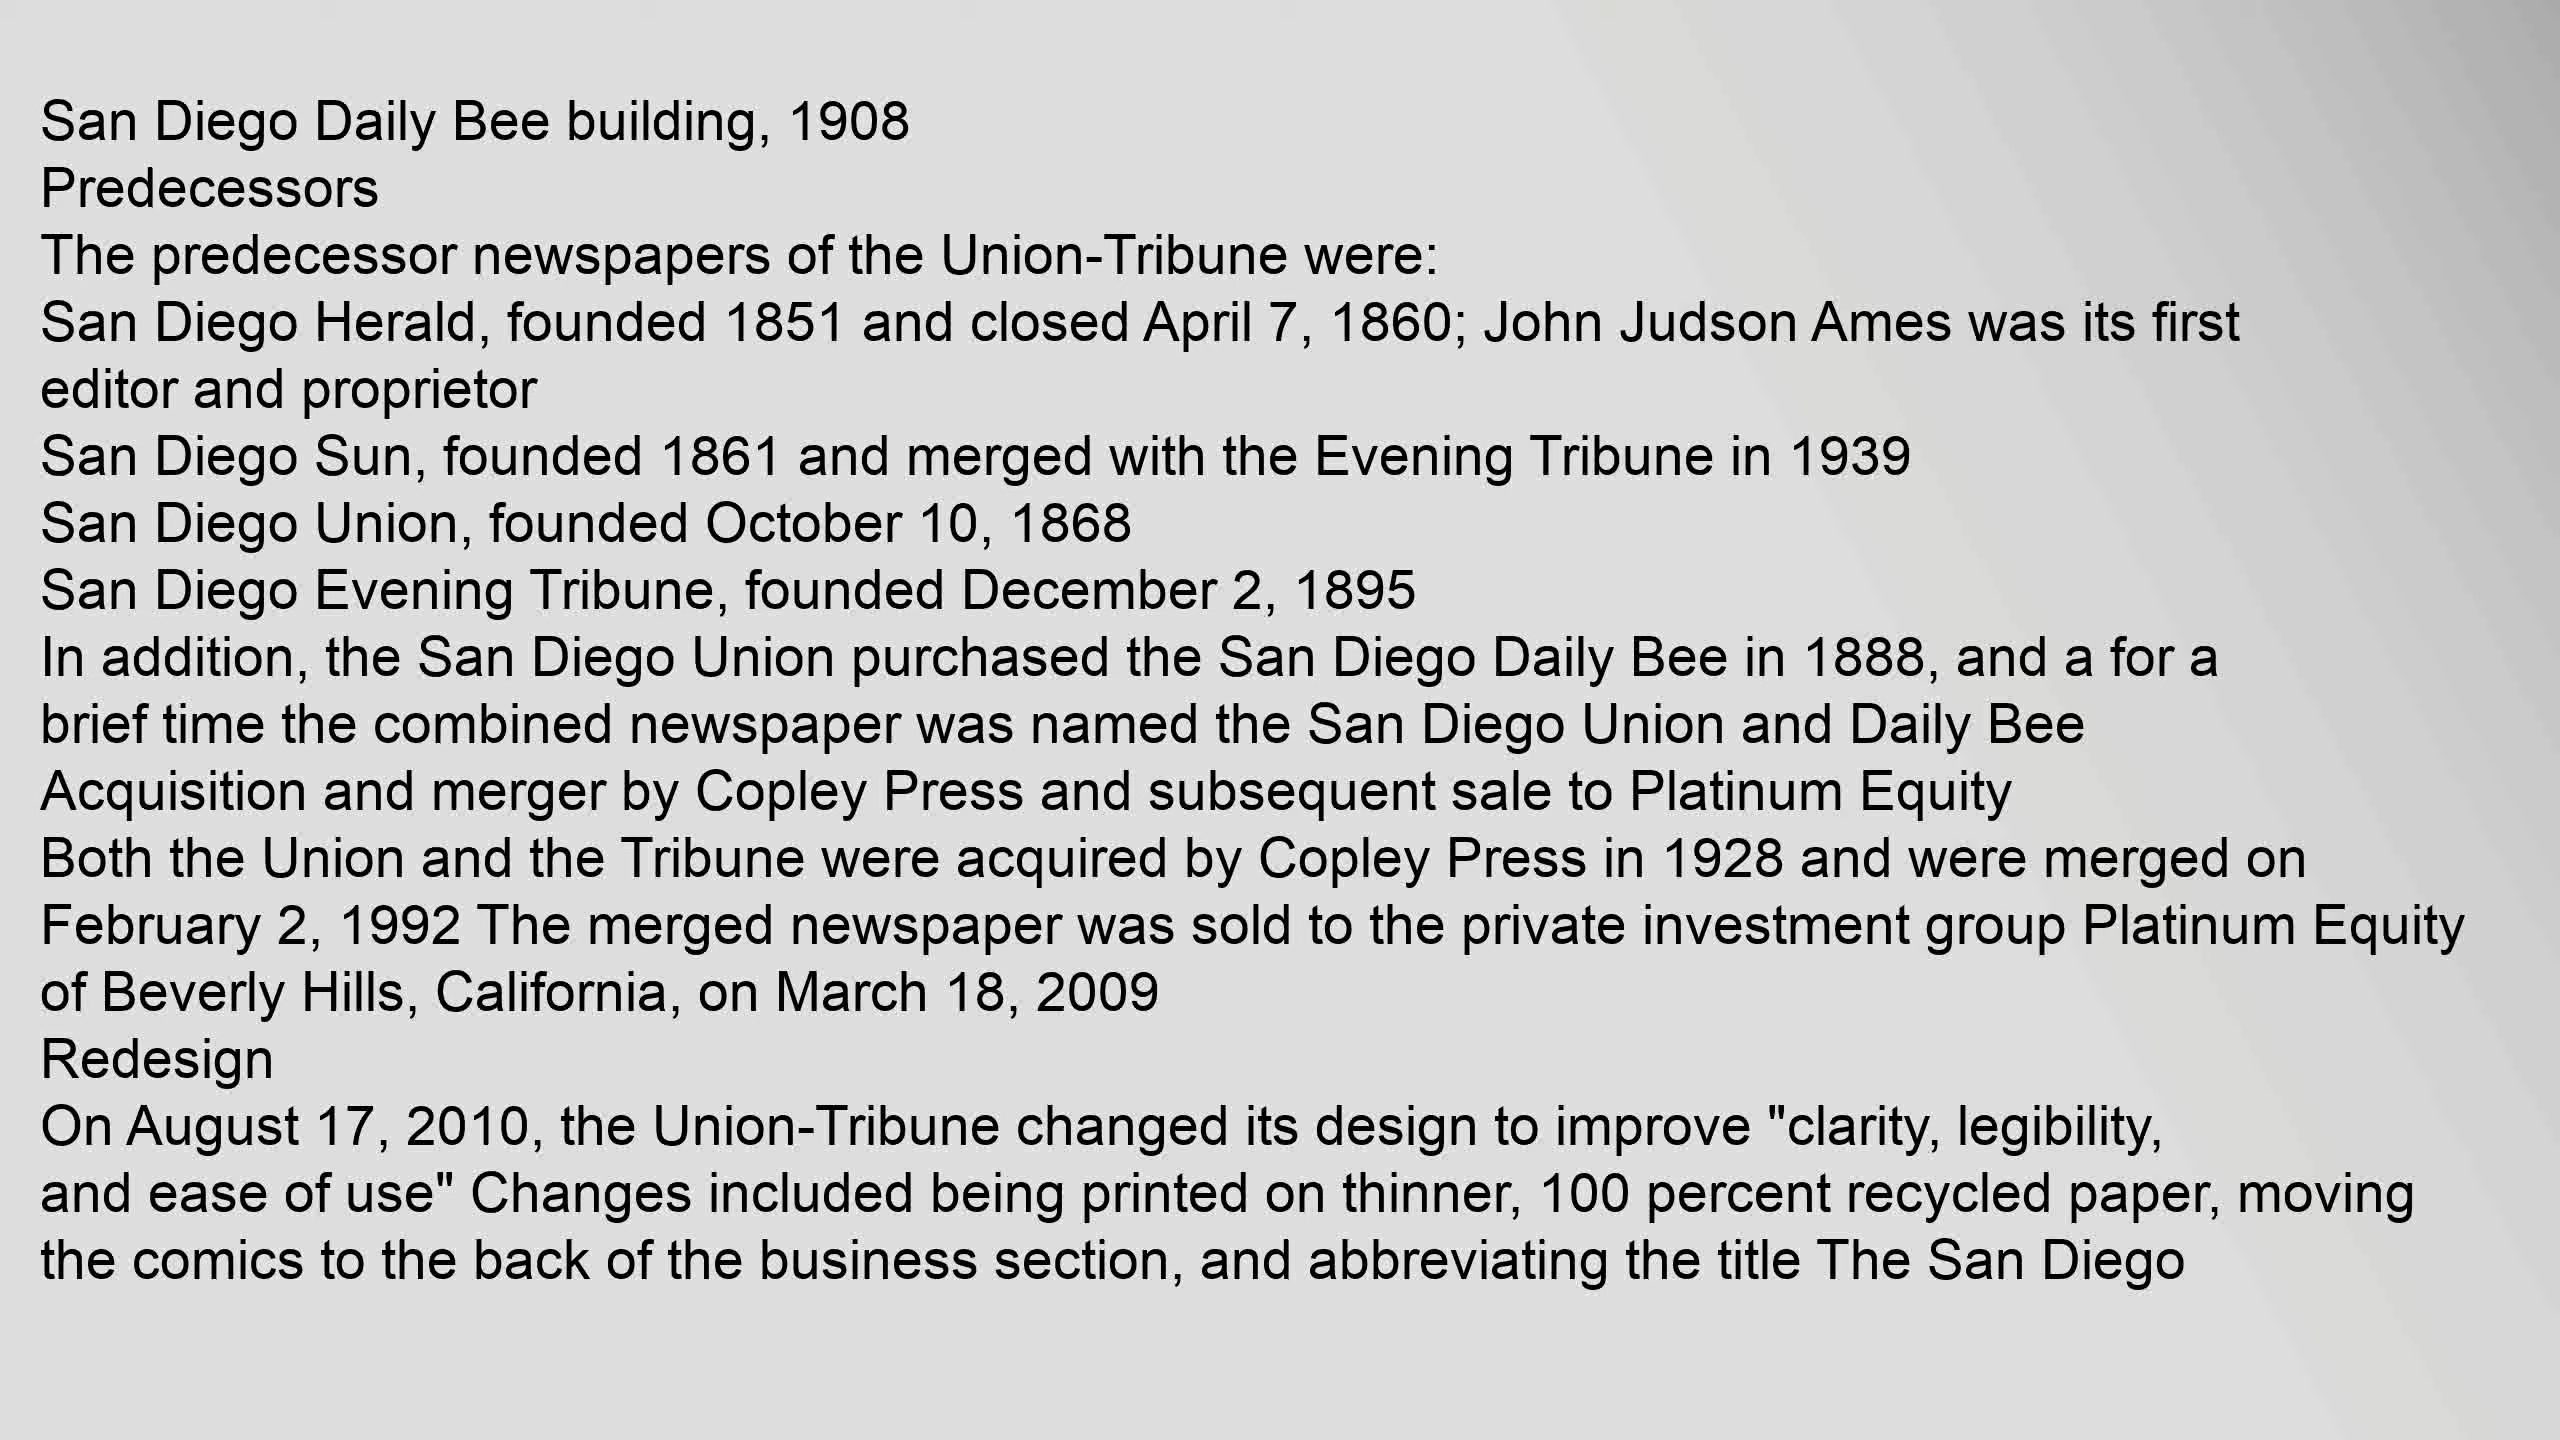 San Diego Daily Bee building, 1908
Predecessors
The predecessor newspapers of the Union-Tribune were:
San Diego Herald, founded 1851 and closed April 7, 1860; John Judson Ames was its first
editor and proprietor
San Diego Sun, founded 1861 and merged with the Evening Tribune in 1939
San Diego Union, founded October 10, 1868
San Diego Evening Tribune, founded December 2, 1895
In addition, the San Diego Union purchased the San Diego Daily Bee in 1888, and a for a
brief time the combined newspaper was named the San Diego Union and Daily Bee
Acquisition and merger by Copley Press and subsequent sale to Platinum Equity
Both the Union and the Tribune were acquired by Copley Press in 1928 and were merged on
February 2, 1992 The merged newspaper was sold to the private investment group Platinum Equity
of Beverly Hills, California, on March 18, 2009
Redesign
On August 17, 2010, the Union-Tribune changed its design to improve "clarity, legibility,
and ease of use" Changes included being printed on thinner, 100 percent recycled paper, moving
the comics to the back of the business section, and abbreviating the title The San Diego